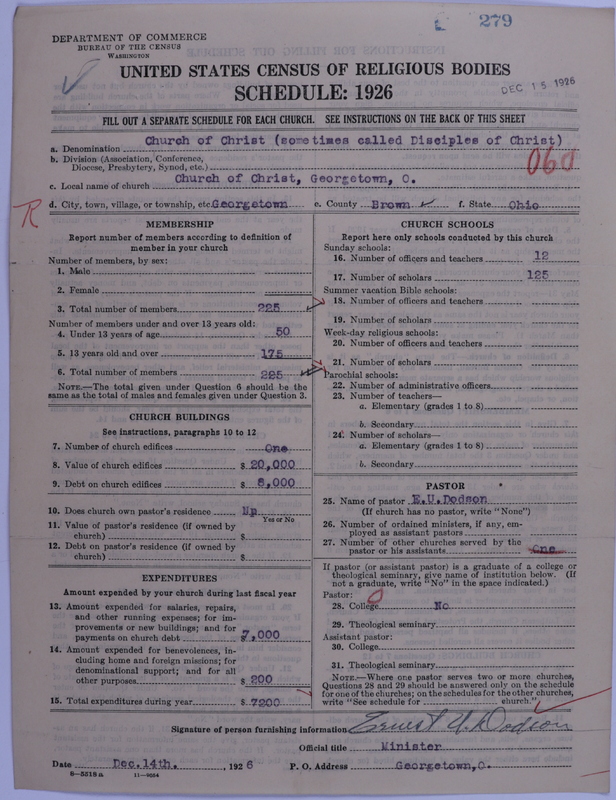 279
DEPARTMENT OF COMMERCE
BUREAU OF THE CENSUS
WASHINGTON
UNITED STATES CENSUS OF RELIGIOUS BODIES
SCHEDULE: 1926
DEC 15 1926
FILL OUT A SEPARATE SCHEDULE FOR EACH CHURCH. SEE INSTRUCTIONS ON THE BACK OF THIS SHEET
a. Denomination Church of Christ (sometimes called Disciples of Christ)
b. Division (Association, Conference,
Diocese, Presbytery, Synod, etc.)
060
c. Local name of church Church of Christ, Georgetown, O.
d. City, town, village, or township, etc. Georgetown e. County Brown f. State Ohio
R
MEMBERSHIP
Report number of members according to definition of
member in your church
Number of members, by sex:
1. Male
2. Female
3. Total number of members 225
Number of members under and over 13 years old:
4. Under 13 years of age 50
5. 13 years old and over 175
6. Total number of members 225
NOTE.—The total given under Question 6 should be the
same as the total of males and females given under Question 3.
CHURCH BUILDINGS
See instructions, paragraphs 10 to 12
7. Number of church edifices One
8. Value of church edifices $ 20,000
9. Debt on church edifices $ 6,000
10. Does church own pastor's residence
Yes or No
11. Value of pastor's residence (if owned by
church) $
12. Debt on pastor's residence (if owned by
church) $
EXPENDITURES
Amount expended by your church during last fiscal year
13. Amount expended for salaries, repairs,
and other running expenses; for im-
provements or new buildings; and for
payments on church debt $ 7,000
14. Amount expended for benevolences, in-
cluding home and foreign missions; for
denominational support; and for all
other purposes $ 200
15. Total expenditures during year $ 7200
CHURCH SCHOOLS
Report here only schools conducted by this church
Sunday schools:
16. Number of officers and teachers 12
17. Number of scholars 125
Summer vacation Bible schools:
18. Number of officers and teachers
19. Number of scholars
Week-day religious schools:
20. Number of officers and teachers
21. Number of scholars
Parochial schools:
22. Number of administrative officers
23. Number of teachers—
a. Elementary (grades 1 to 8)
b. Secondary
24. Number of scholars—
a. Elementary (grades 1 to 8)
b. Secondary
PASTOR
25. Name of pastor E.U.Dodson
(If church has no pastor, write "None")
26. Number of ordained ministers, if any, em-
ployed as assistant pastors
27. Number of other churches served by the
pastor or his assistants One
If pastor (or assistant pastor) is a graduate of a college or
theological seminary, give name of institution below. (If
not a graduate, write "No" in the space indicated.)
Pastor:
28. College No
29. Theological seminary
Assistant pastor:
30. College
31. Theological seminary
NOTE.—Where one pastor serves two or more churches,
Questions 28 and 29 should be answered only on the schedule
for one of the churches; on the schedules for the other churches,
write "See schedule for church."
Signature of person furnishing information Ernest U. Dodson
Official title Minister
Date Dec.14th. , 1926 P. O. Address Georgetown,O.
8—5518a 11—9034